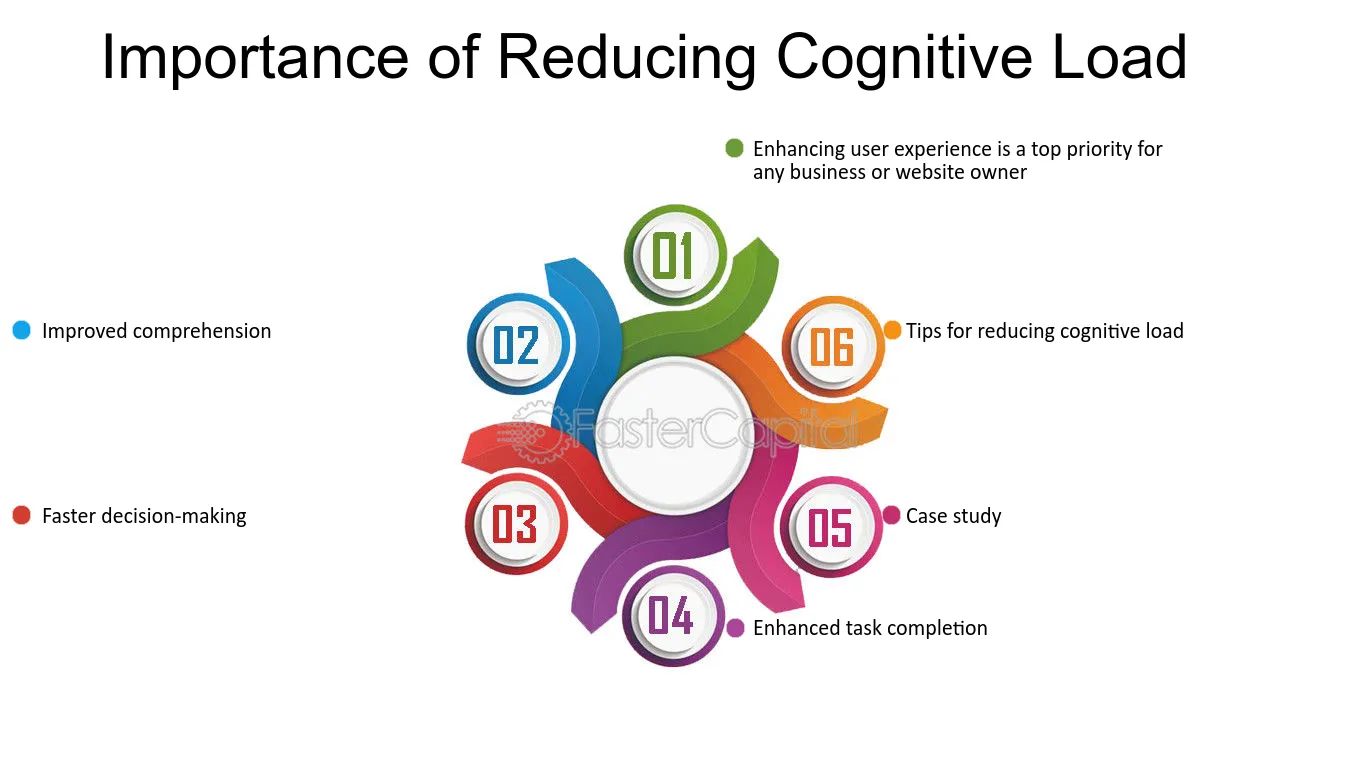 Importance of Reducing Cognitive Load
01
Enhancing user experience is a top priority for
any business or website owner
02
Improved comprehension
03
Faster decision-making
04
Enhanced task completion
05
Case study
06
Tips for reducing cognitive load
FasterCapital